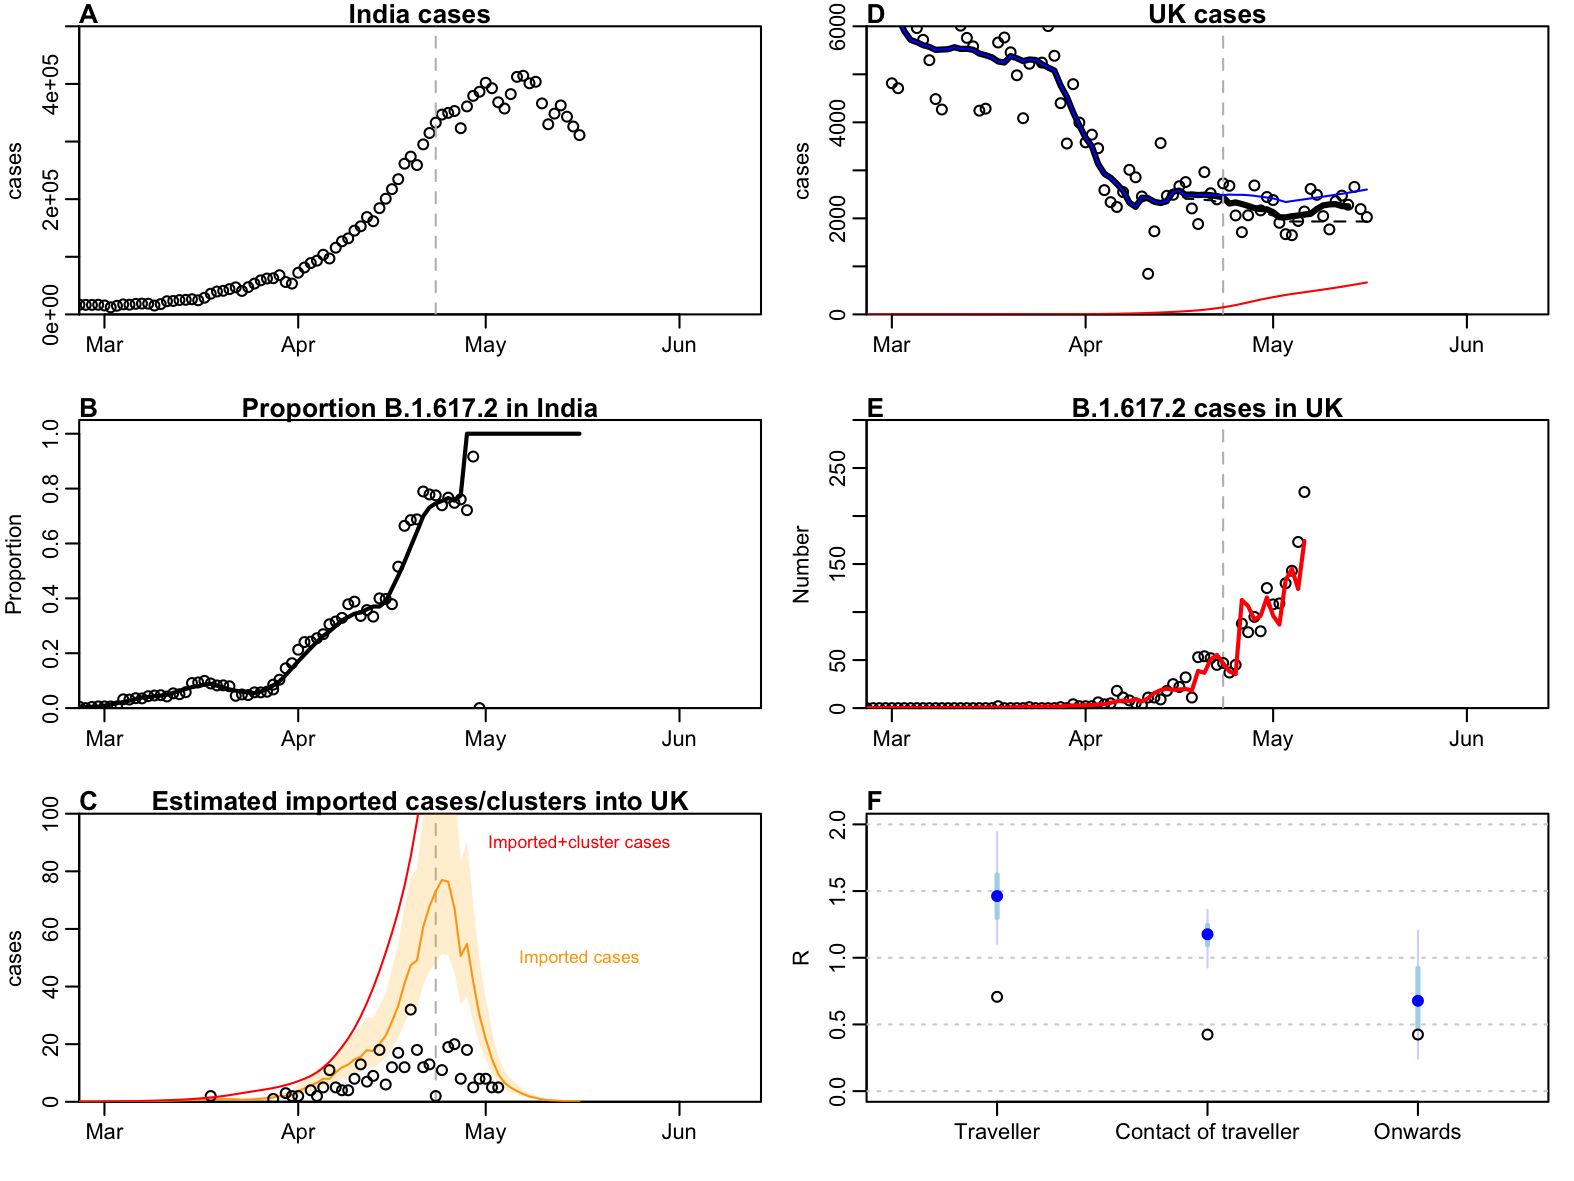 A India cases
cases
0e+00 2e+05 4e+05
Mar Apr May Jun
D UK cases
cases
0 2000 4000 6000
Mar Apr May Jun
B Proportion B.1.617.2 in India
Proportion
0.0 0.2 0.4 0.6 0.8 1.0
Mar Apr May Jun
E B.1.617.2 cases in UK
Number
0 50 150 250
Mar Apr May Jun
C Estimated imported cases/clusters into UK
cases
0 20 40 60 80 100
Imported+cluster cases
Imported cases
Mar Apr May Jun
F
R
0.0 0.5 1.0 1.5 2.0
Traveller Contact of traveller Onwards